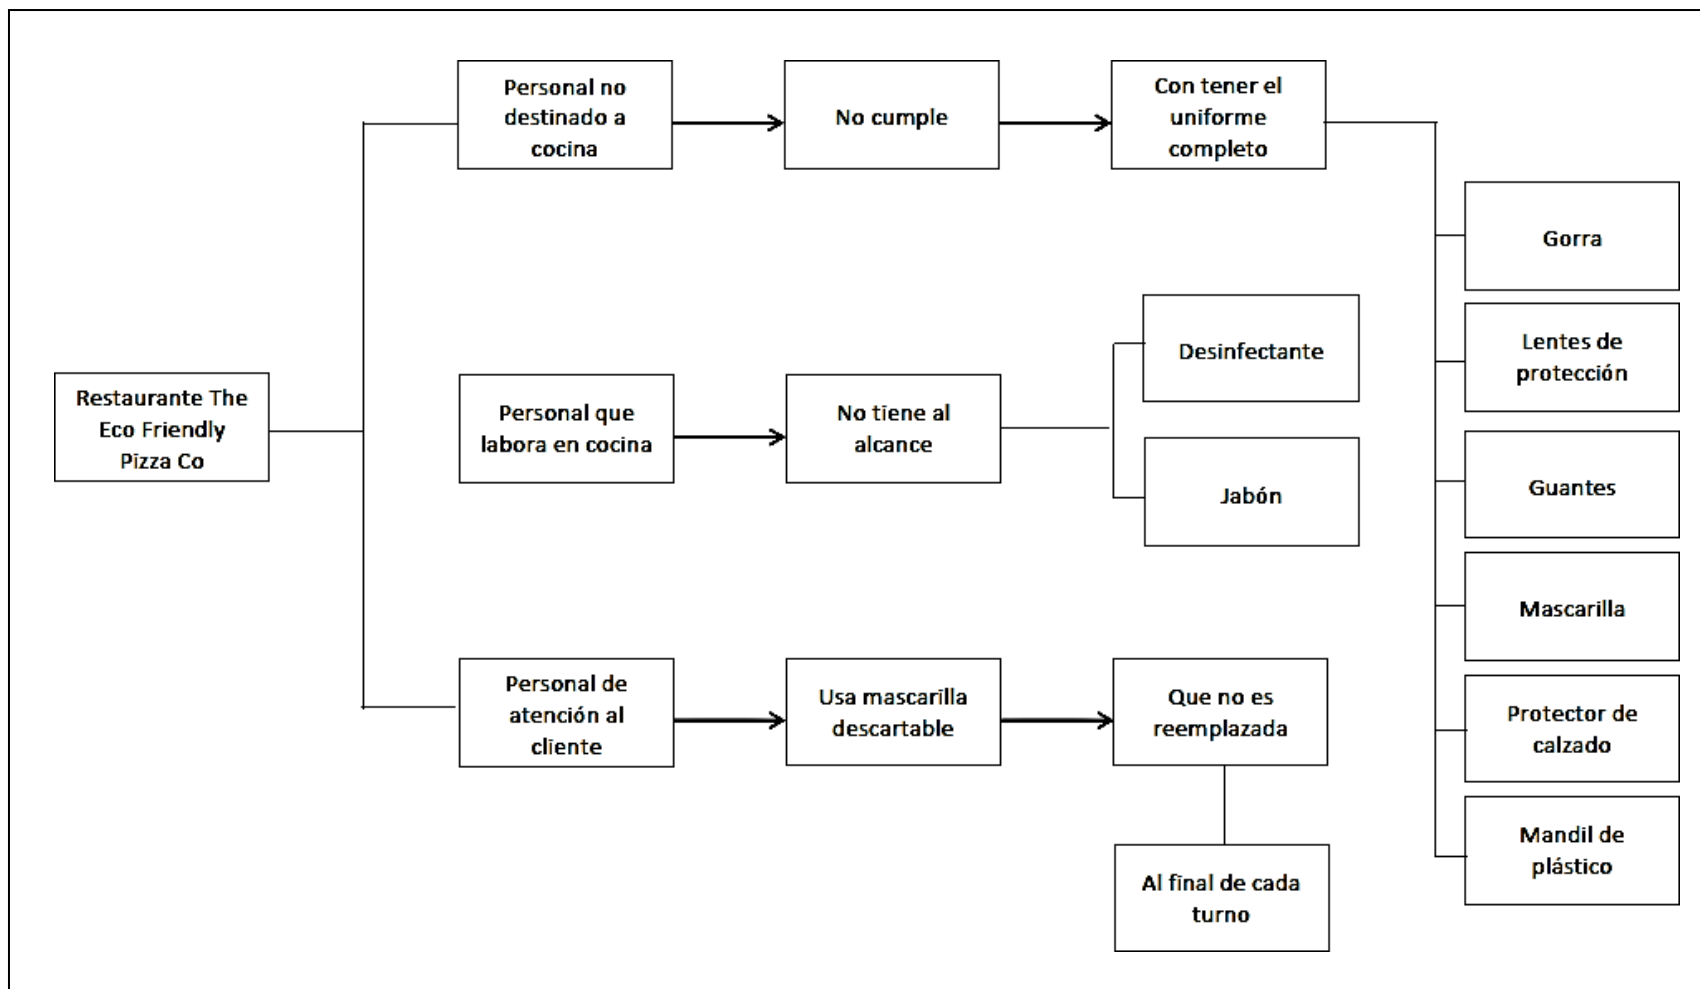 Restaurante The
Eco Friendly
Pizza Co
Personal no
destinado a
cocina
No cumple
Con tener el
uniforme
completo
Gorra
Lentes de
protección
Guantes
Mascarilla
Protector de
calzado
Mandil de
plástico
Personal que
labora en cocina
No tiene al
alcance
Desinfectante
Jabón
Personal de
atención al
cliente
Usa mascarilla
descartable
Que no es
reemplazada
Al final de cada
turno